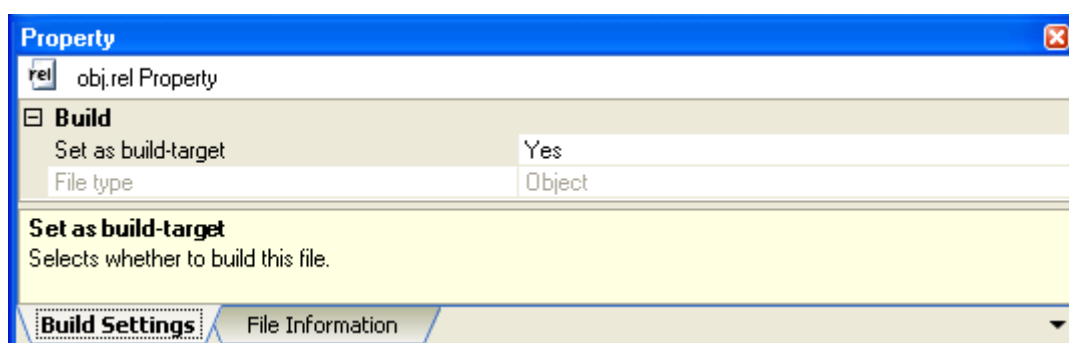 Property
rel obj.rel Property
Build
Set as build-target Yes
File type Object
Set as build-target
Selects whether to build this file.
Build Settings File Information